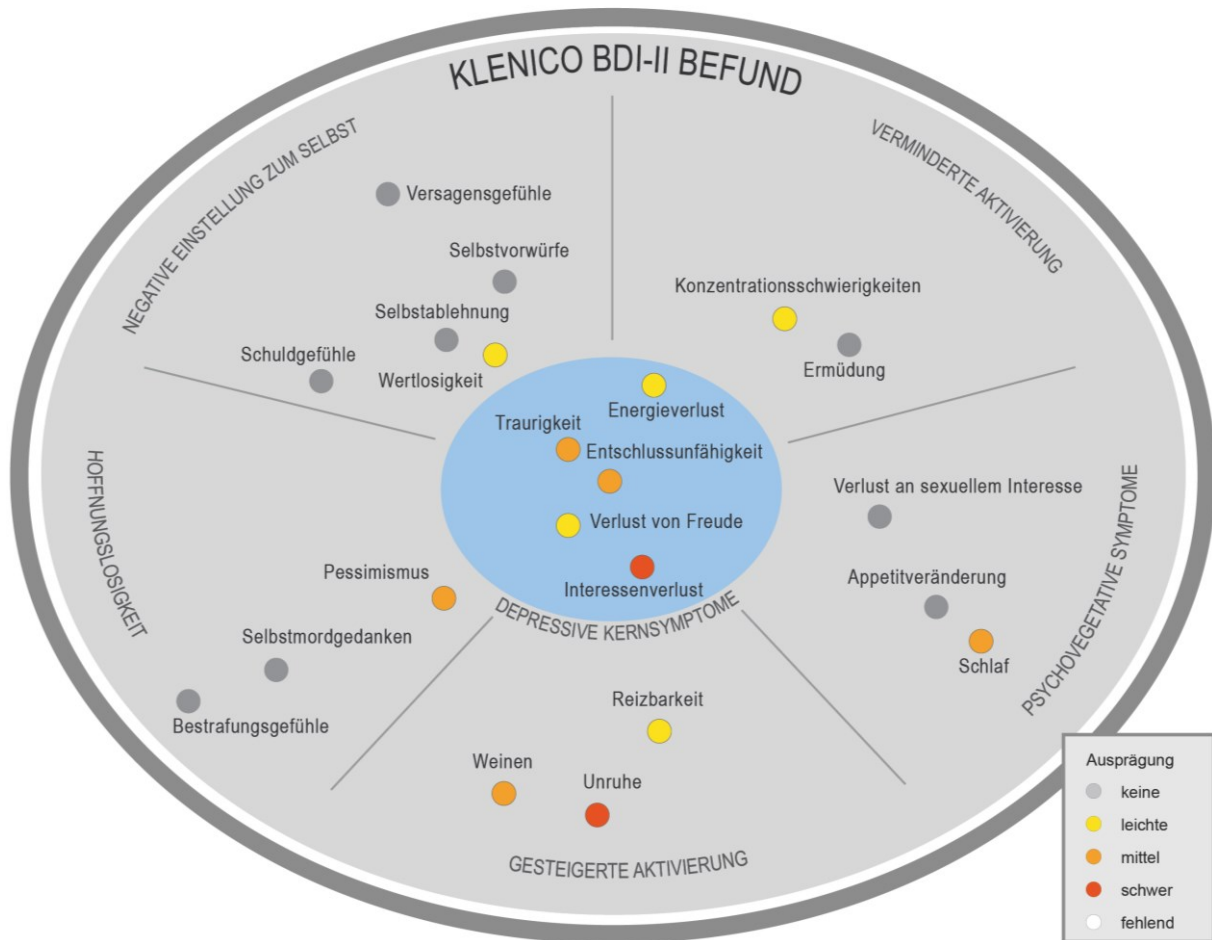 KLENICO BDI-II BEFUND
NEGATIVE EINSTELLUNG ZUM SELBST
VERMINDERTE AKTIVIERUNG
Versagensgefühle
Selbstvorwürfe
Konzentrationsschwierigkeiten
Selbstablehnung
Schuldgefühle
Wertlosigkeit
Ermüdung
Energieverlust
Traurigkeit
Entschlussunfähigkeit
HOFFNUNGSLOSIGKEIT
Verlust an sexuellem Interesse
PSYCHOVEGETATIVE SYMPTOME
Verlust von Freude
Pessimismus
Appetitveränderung
Interessenverlust
DEPRESSIVE KERNSYMPTOME
Selbstmordgedanken
Schlaf
Bestrafungsgefühle
Reizbarkeit
Weinen
Unruhe
GESTEIGERTE AKTIVIERUNG
Ausprägung
keine
leichte
mittel
schwer
fehlend